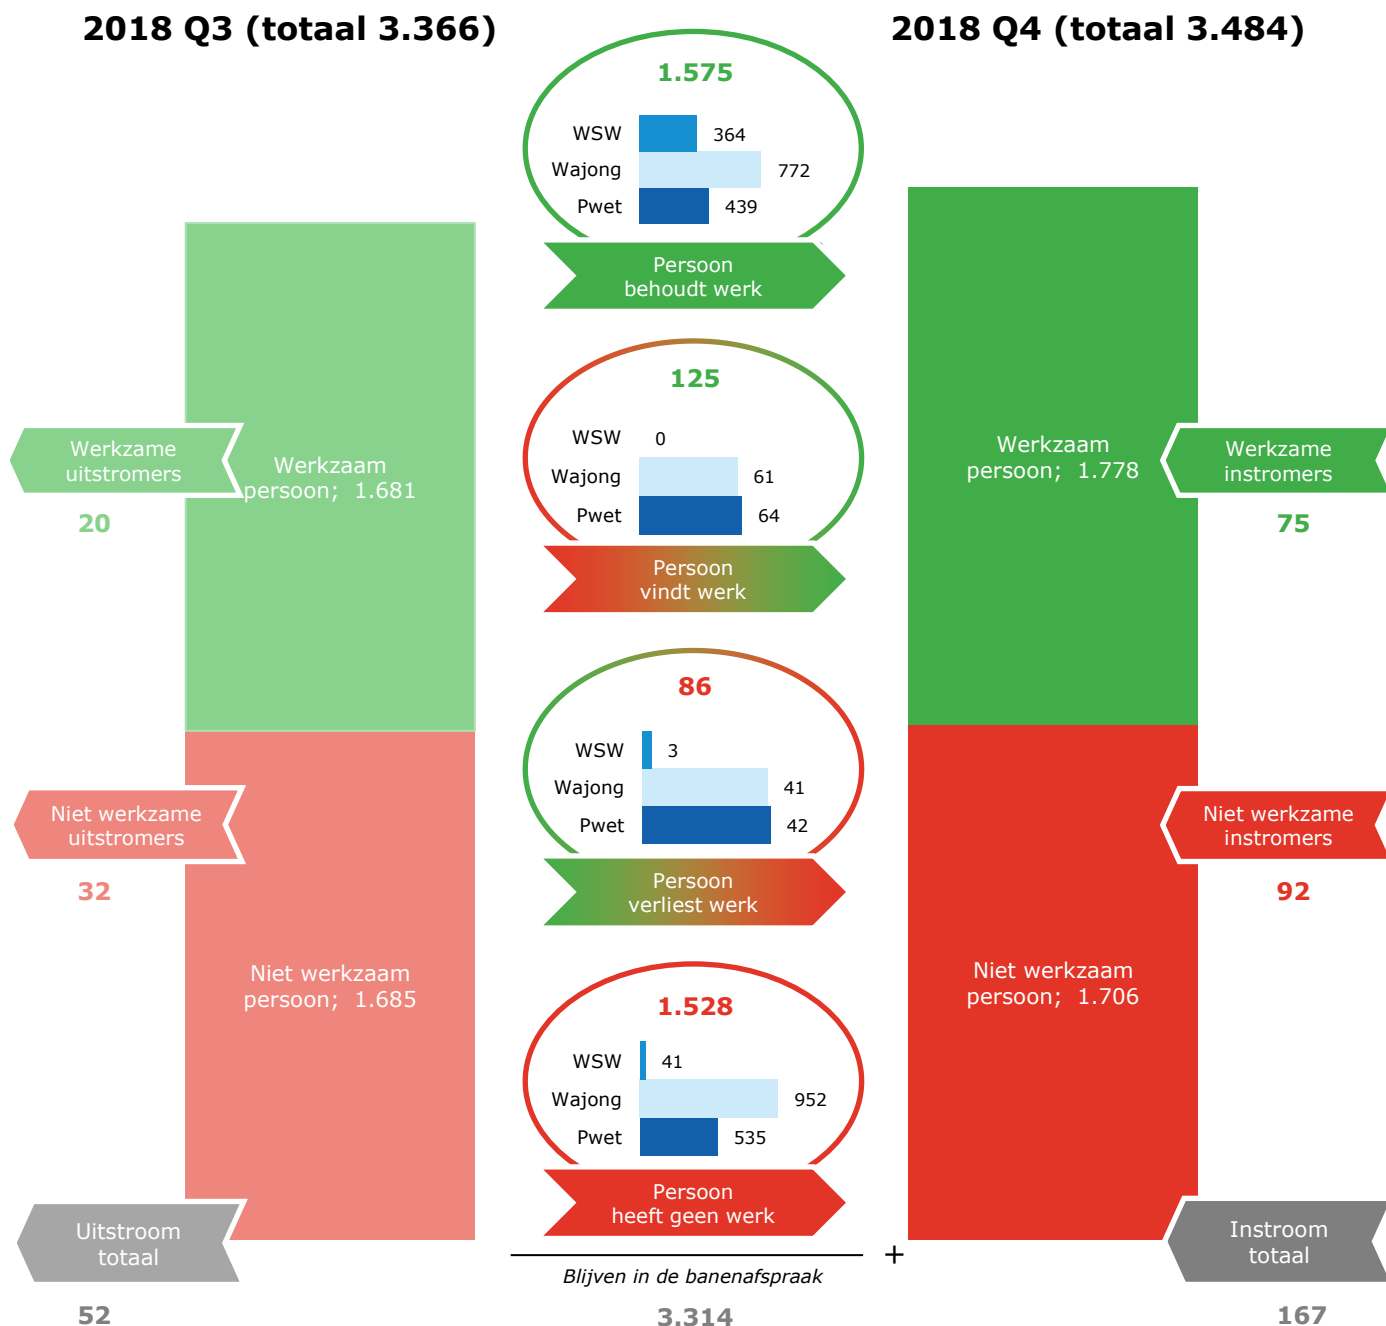 2018 Q3 (totaal 3.366)
2018 Q4 (totaal 3.484)
1.575
WSW 364
Wajong 772
Pwet 439
Persoon
behoudt werk
125
WSW 0
Wajong 61
Pwet 64
Persoon
vindt werk
86
WSW 3
Wajong 41
Pwet 42
Persoon
verliest werk
1.528
WSW 41
Wajong 952
Pwet 535
Persoon
heeft geen werk
Blijven in de banenafspraak
3.314
+
Werkzame
uitstromers
20
Werkzaam
persoon; 1.681
Niet werkzame
uitstromers
32
Niet werkzaam
persoon; 1.685
Uitstroom
totaal
52
Werkzaam
persoon; 1.778
Werkzame
instromers
75
Niet werkzame
instromers
92
Niet werkzaam
persoon; 1.706
Instroom
totaal
167